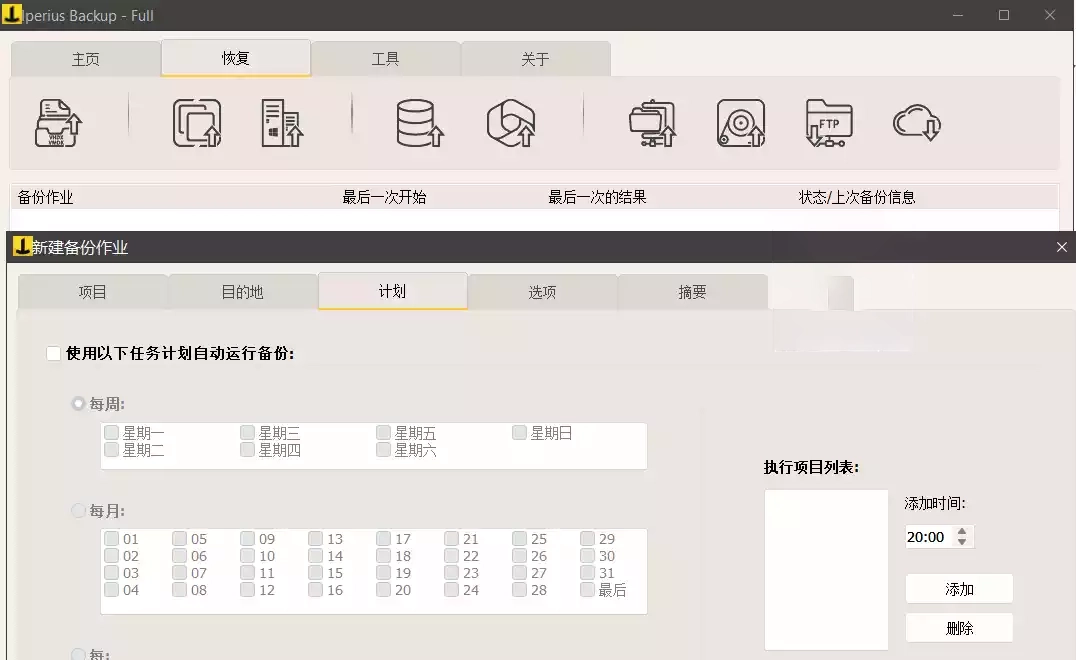 Iperius Backup - Full
主页 恢复 工具 关于
VHDX
VMDK
FTP
备份作业 最后一次开始 最后一次的结果 状态/上次备份信息
新建备份作业
项目 目的地 计划 选项 摘要
使用以下任务计划自动运行备份:
每周:
星期一 星期三 星期五 星期日
星期二 星期四 星期六
执行项目列表:
添加时间:
每月:
20:00
01 05 09 13 17 21 25 29
02 06 10 14 18 22 26 30
03 07 11 15 19 23 27 31
04 08 12 16 20 24 28 最后
添加
删除
每: